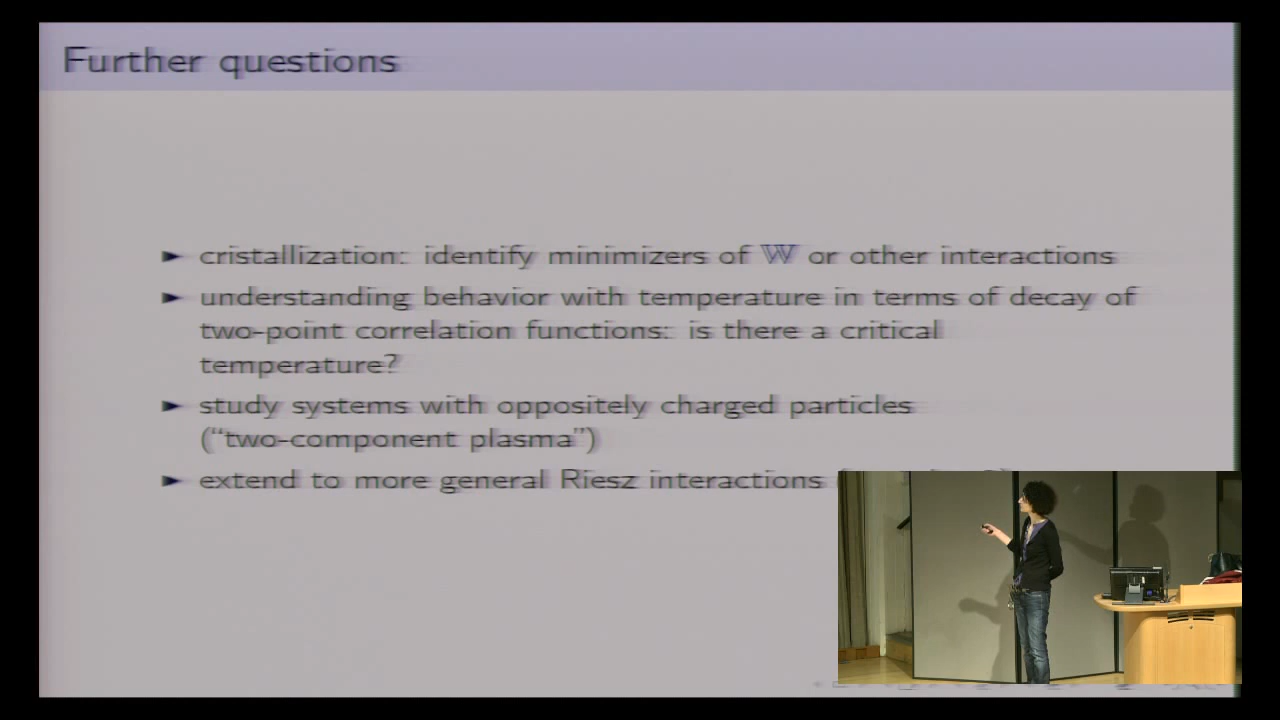 Further questions
► cristallization: identify minimizers of 𝕎 or other interactions
► understanding behavior with temperature in terms of decay of
two-point correlation functions: is there a critical
temperature?
► study systems with oppositely charged particles
(“two-component plasma”)
► extend to more general Riesz interactions